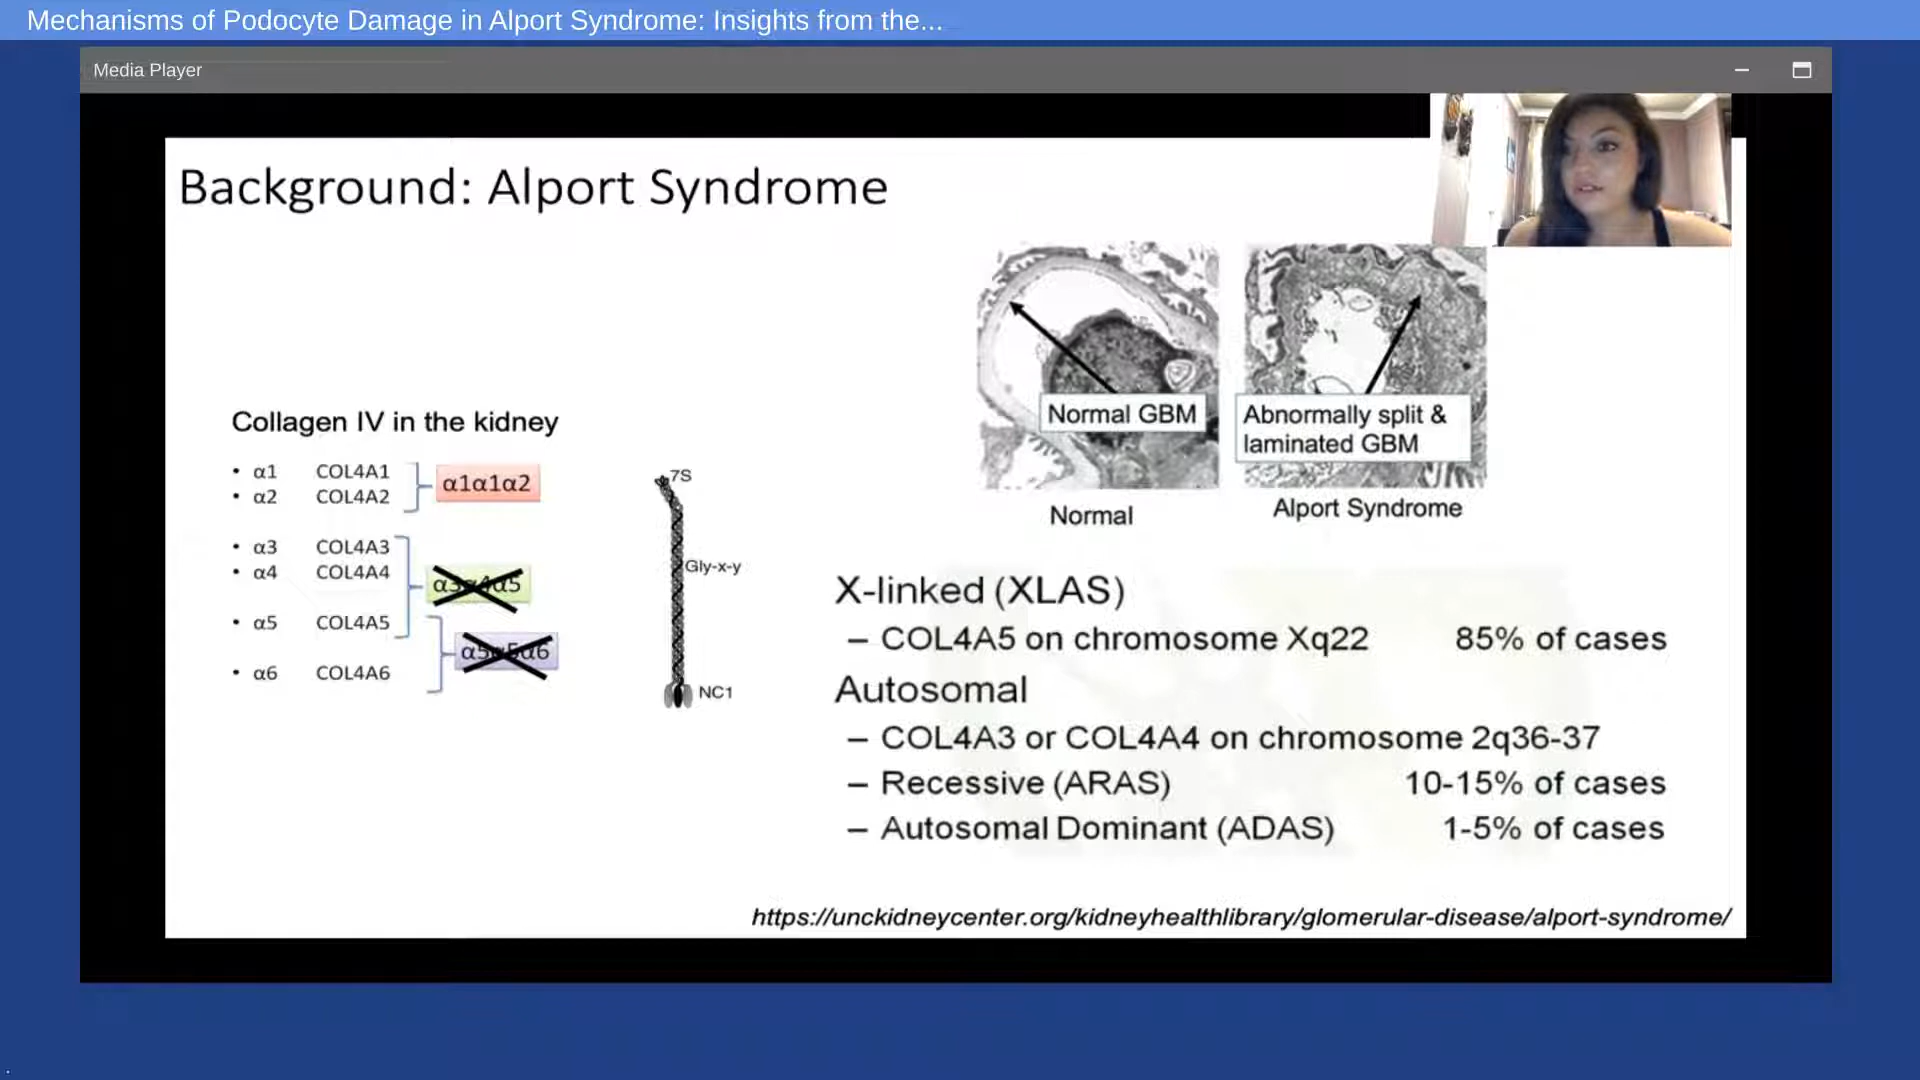 Mechanisms of Podocyte Damage in Alport Syndrome: Insights from the...
Media Player
Background: Alport Syndrome
Collagen IV in the kidney
• α1 COL4A1
• α2 COL4A2
α1α1α2
• α3 COL4A3
• α4 COL4A4
α3α4α5
• α5 COL4A5
α5α5α6
• α6 COL4A6
7S
Gly-x-y
NC1
Normal GBM
Abnormally split &
laminated GBM
Normal
Alport Syndrome
X-linked (XLAS)
– COL4A5 on chromosome Xq22 85% of cases
Autosomal
– COL4A3 or COL4A4 on chromosome 2q36-37
– Recessive (ARAS) 10-15% of cases
– Autosomal Dominant (ADAS) 1-5% of cases
https://unckidneycenter.org/kidneyhealthlibrary/glomerular-disease/alport-syndrome/